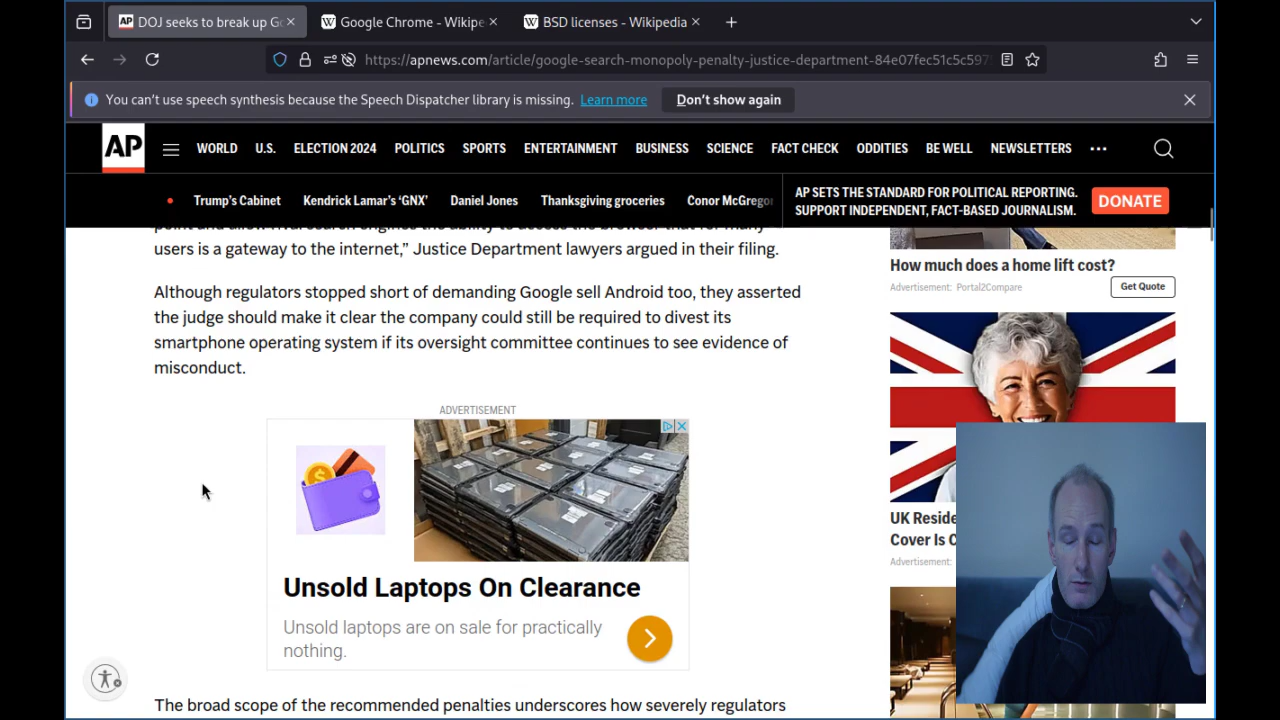 DOJ seeks to break up Go
Google Chrome - Wikipe
BSD licenses - Wikipedia
https://apnews.com/article/google-search-monopoly-penalty-justice-department-84e07fec51c5c597
You can't use speech synthesis because the Speech Dispatcher library is missing. Learn more
Don't show again
AP
WORLD U.S. ELECTION 2024 POLITICS SPORTS ENTERTAINMENT BUSINESS SCIENCE FACT CHECK ODDITIES BE WELL NEWSLETTERS
Trump's Cabinet Kendrick Lamar's 'GNX' Daniel Jones Thanksgiving groceries Conor McGregor
AP SETS THE STANDARD FOR POLITICAL REPORTING.
SUPPORT INDEPENDENT, FACT-BASED JOURNALISM.
DONATE
users is a gateway to the internet," Justice Department lawyers argued in their filing.
Although regulators stopped short of demanding Google sell Android too, they asserted
the judge should make it clear the company could still be required to divest its
smartphone operating system if its oversight committee continues to see evidence of
misconduct.
ADVERTISEMENT
Unsold Laptops On Clearance
Unsold laptops are on sale for practically
nothing.
The broad scope of the recommended penalties underscores how severely regulators
How much does a home lift cost?
Advertisement: Portal2Compare
Get Quote
UK Reside
Cover Is C
Advertisement: